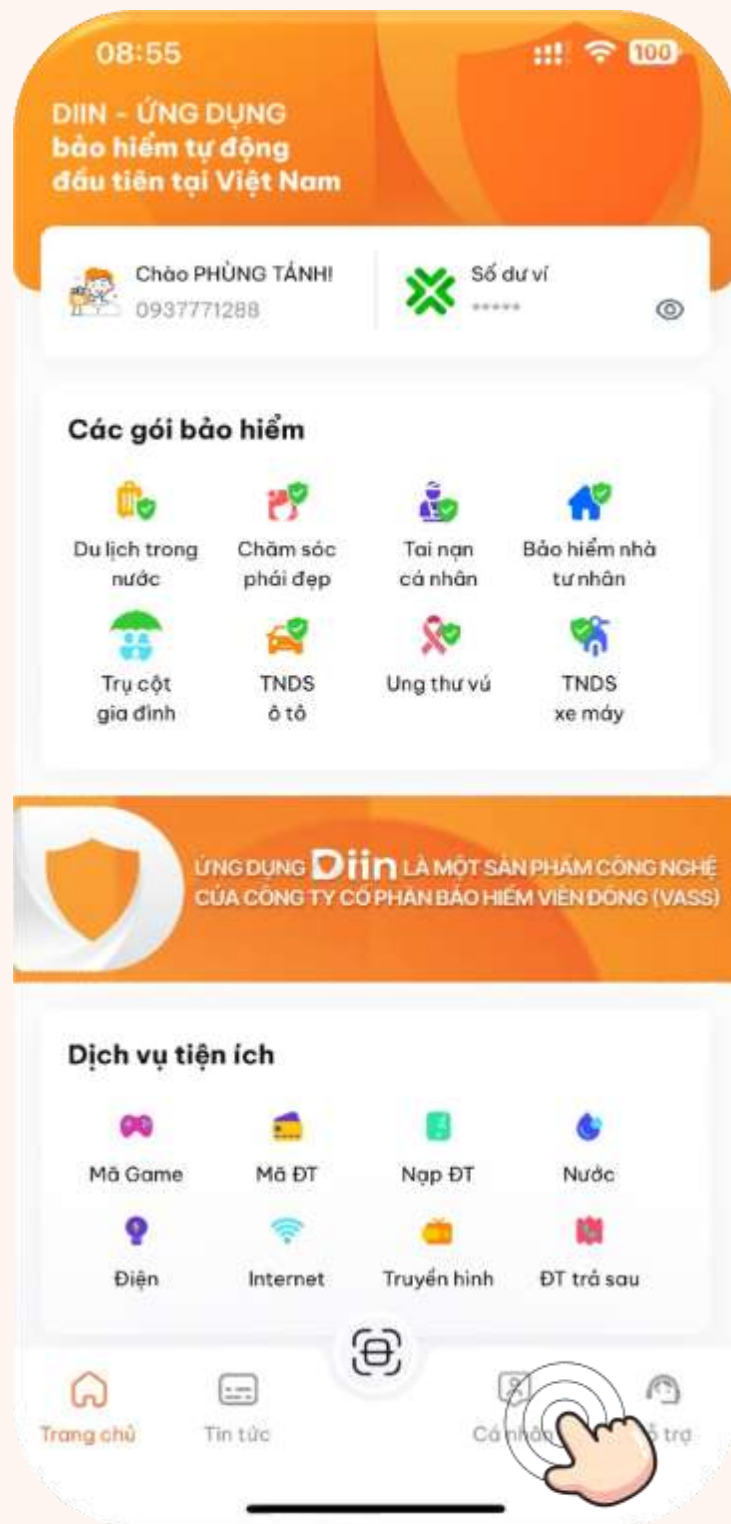 08:55
100
DIIN - ỨNG DỤNG
bảo hiểm tự động
đầu tiên tại Việt Nam
Chào PHÙNG TÁNH!
0937771288
Số dư ví
*****
Các gói bảo hiểm
Du lịch trong
nước
Chăm sóc
phái đẹp
Tai nạn
cá nhân
Bảo hiểm nhà
tư nhân
Trụ cột
gia đình
TNDS
ô tô
Ung thư vú
TNDS
xe máy
ỨNG DỤNG Diin LÀ MỘT SẢN PHẨM CÔNG NGHỆ
CỦA CÔNG TY CỔ PHẦN BẢO HIỂM VIỄN ĐÔNG (VASS)
Dịch vụ tiện ích
Mã Game
Mã ĐT
Nạp ĐT
Nước
Điện
Internet
Truyền hình
ĐT trả sau
Trang chủ
Tin tức
Cá nhân
trợ